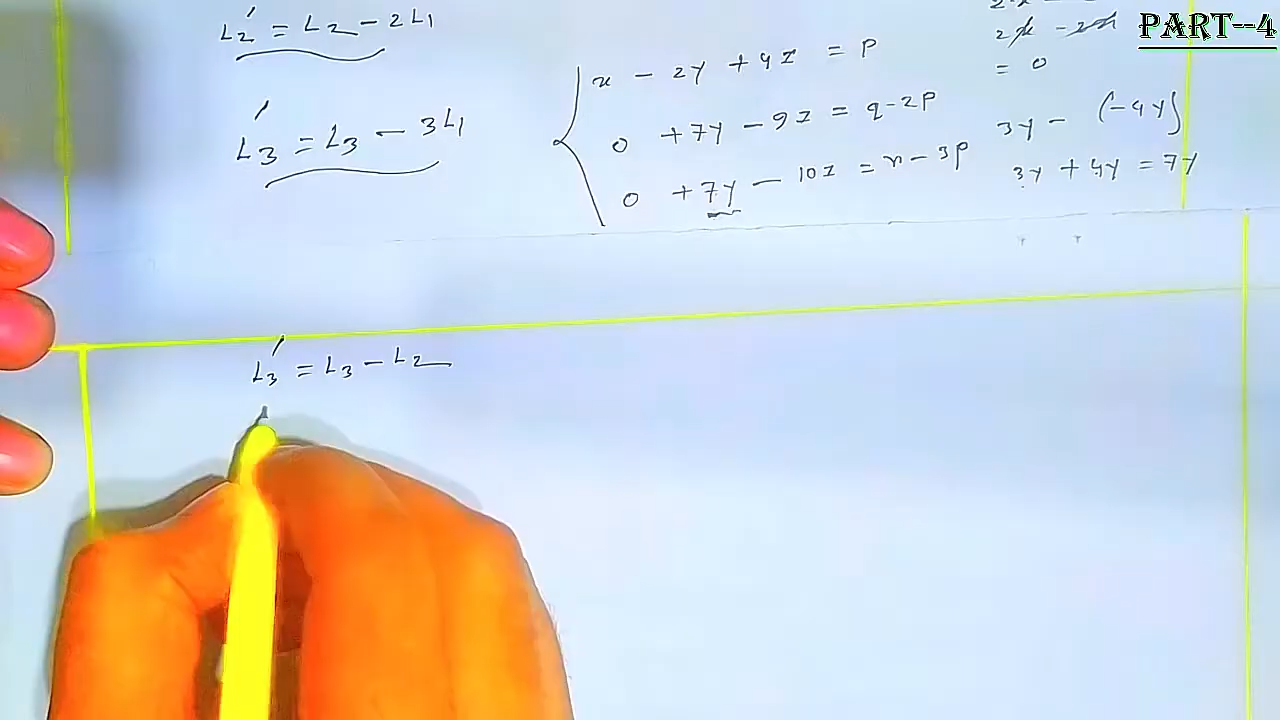 PART--4
L₂′ = L₂ - 2L₁
x - 2y + 4z = p
= 0
0 + 7y - 9z = q - 2p
3y - (-4y)
L₃′ = L₃ - 3L₁
0 + 7y - 10z = r - 3p
3y + 4y = 7y
L₃′ = L₃ - L₂